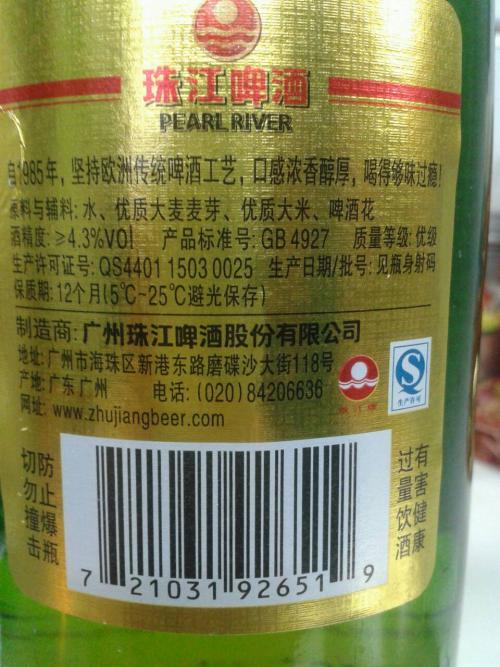 珠江啤酒
PEARL RIVER
自1985年，坚持欧洲传统啤酒工艺，口感浓香醇厚，喝得够味过瘾！
原料与辅料：水、优质大麦麦芽、优质大米、啤酒花
酒精度：≥4.3%VOl 产品标准号：GB 4927 质量等级：优级
生产许可证号：QS4401 1503 0025 生产日期/批号：见瓶身射码
保质期：12个月(5℃~25℃避光保存)
制造商：广州珠江啤酒股份有限公司
地址：广州市海珠区新港东路磨碟沙大街118号
产地：广东广州 电话：(020)84206636
网址：www.zhujiangbeer.com
珠江啤酒
QS
生产许可
防止爆瓶
切勿撞击
有害健康
过量饮酒
7 21031 92651 9